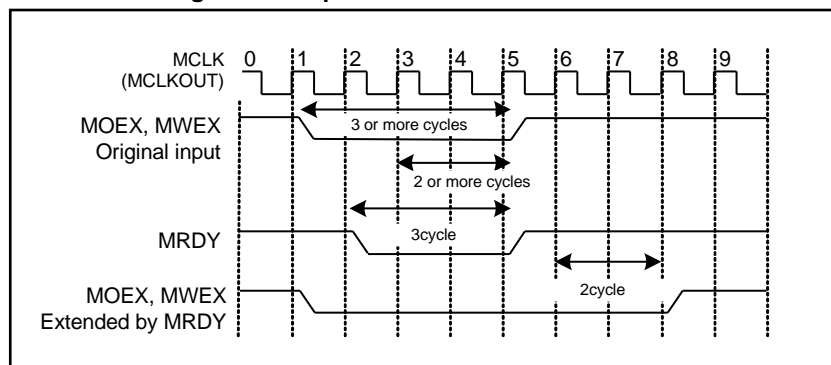 MCLK
(MCLKOUT)
0 1 2 3 4 5 6 7 8 9
MOEX, MWEX
Original input
3 or more cycles
2 or more cycles
MRDY
3cycle
2cycle
MOEX, MWEX
Extended by MRDY